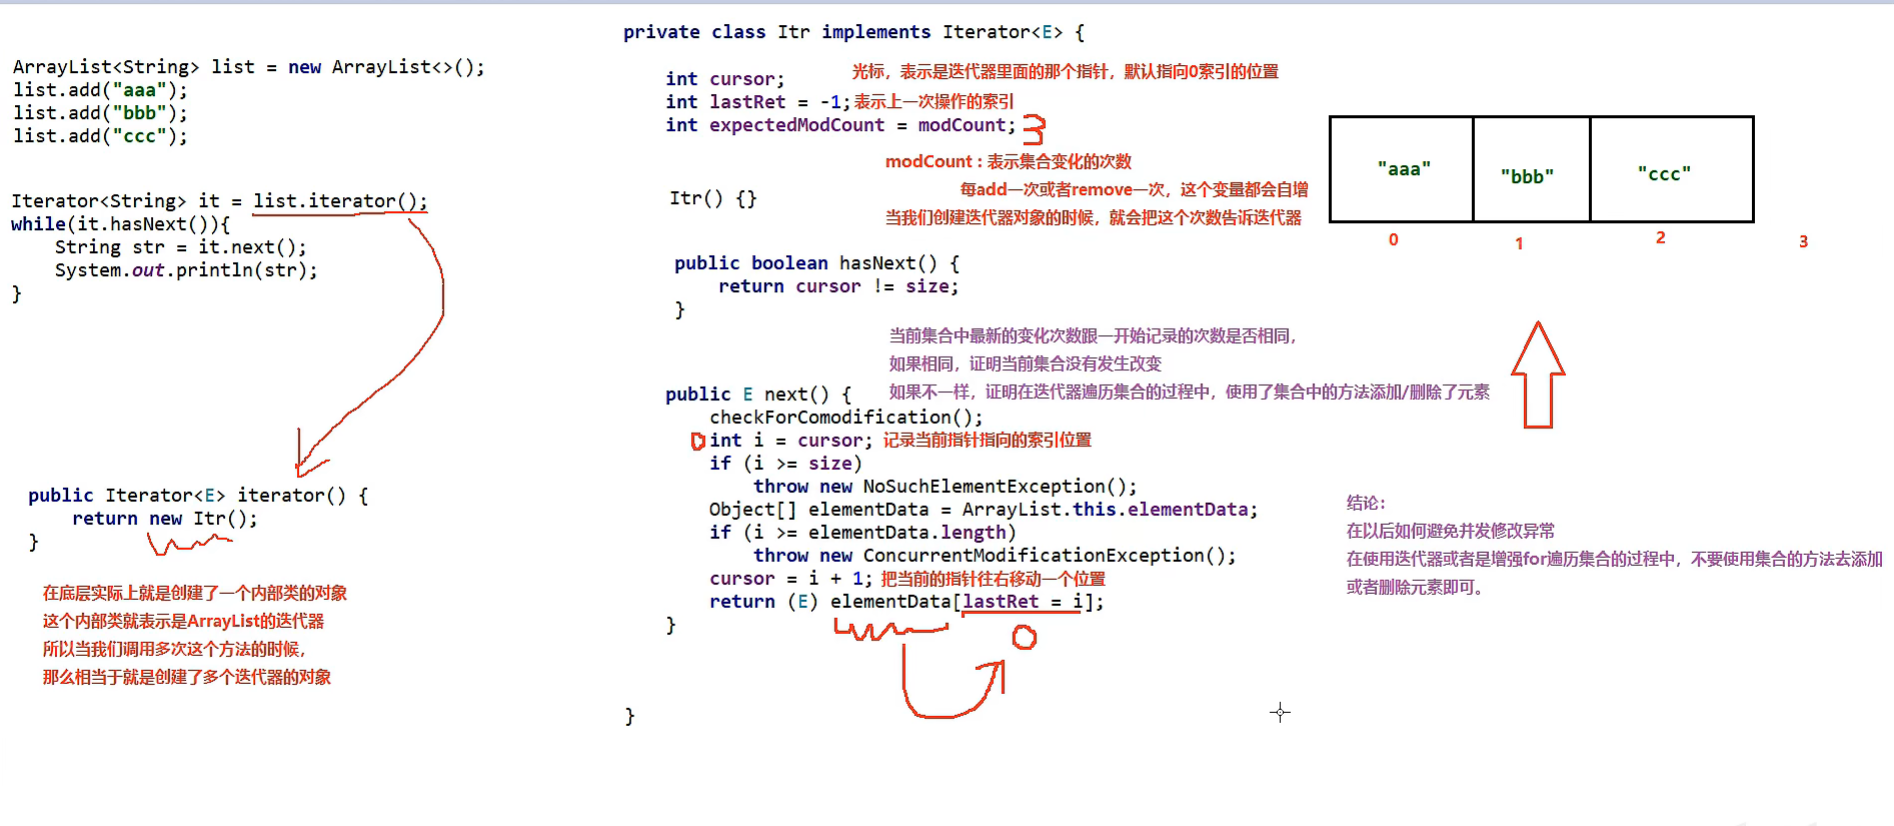 ArrayList<String> list = new ArrayList<>();
list.add("aaa");
list.add("bbb");
list.add("ccc");
Iterator<String> it = list.iterator();
while(it.hasNext()){
String str = it.next();
System.out.println(str);
}
public Iterator<E> iterator() {
return new Itr();
}
在底层实际上就是创建了一个内部类的对象
这个内部类就表示是ArrayList的迭代器
所以当我们调用多次这个方法的时候，
那么相当于就是创建了多个迭代器的对象
private class Itr implements Iterator<E> {
int cursor; 光标，表示是迭代器里面的那个指针，默认指向0索引的位置
int lastRet = -1; 表示上一次操作的索引
int expectedModCount = modCount; 3
modCount：表示集合变化的次数
每add一次或者remove一次，这个变量都会自增
Itr() {}
当我们创建迭代器对象的时候，就会把这个次数告诉迭代器
public boolean hasNext() {
return cursor != size;
}
当前集合中最新的变化次数跟一开始记录的次数是否相同，
如果相同，证明当前集合没有发生改变
如果不一样，证明在迭代器遍历集合的过程中，使用了集合中的方法添加/删除了元素
public E next() {
checkForComodification();
0 int i = cursor; 记录当前指针指向的索引位置
if (i >= size)
throw new NoSuchElementException();
Object[] elementData = ArrayList.this.elementData;
if (i >= elementData.length)
throw new ConcurrentModificationException();
cursor = i + 1; 把当前的指针往右移动一个位置
return (E) elementData[lastRet = i];
0
}
}
"aaa" "bbb" "ccc"
0 1 2 3
结论：
在以后如何避免并发修改异常
在使用迭代器或者是增强for遍历集合的过程中，不要使用集合的方法去添加
或者删除元素即可。